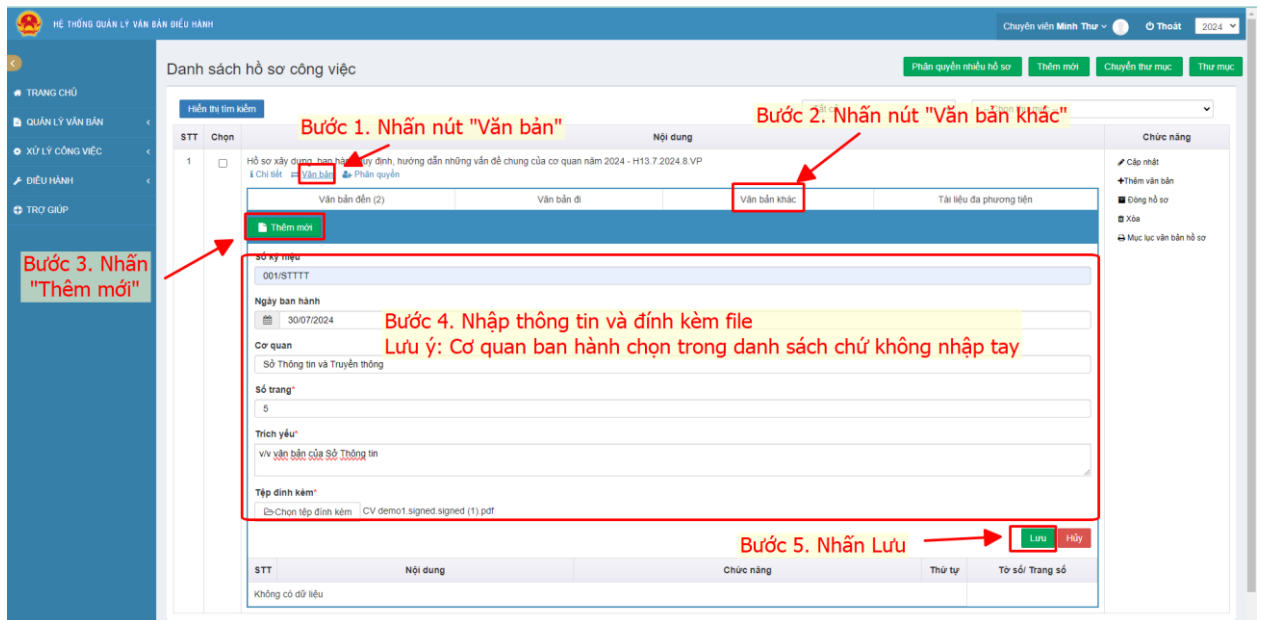 HỆ THỐNG QUẢN LÝ VĂN BẢN ĐIỀU HÀNH
Chuyên viên Minh Thư
Thoát
2024
Danh sách hồ sơ công việc
Phân quyền nhiều hồ sơ
Thêm mới
Chuyển thư mục
Thư mục
TRANG CHỦ
QUẢN LÝ VĂN BẢN
XỬ LÝ CÔNG VIỆC
ĐIỀU HÀNH
TRỢ GIÚP
Hiển thị tìm kiếm
Bước 1. Nhấn nút "Văn bản"
Bước 2. Nhấn nút "Văn bản khác"
STT Chọn Nội dung Chức năng
1
Hồ sơ xây dựng, ban hành quy định, hướng dẫn những vấn đề chung của cơ quan năm 2024 - H13.7.2024.8.VP
Chi tiết Văn bản Phân quyền
Cập nhật
+Thêm văn bản
Đóng hồ sơ
Xóa
Mục lục văn bản hồ sơ
Văn bản đến (2) Văn bản đi Văn bản khác Tài liệu đa phương tiện
Thêm mới
Bước 3. Nhấn
"Thêm mới"
Số ký hiệu
001/STTTT
Ngày ban hành
30/07/2024
Bước 4. Nhập thông tin và đính kèm file
Lưu ý: Cơ quan ban hành chọn trong danh sách chứ không nhập tay
Cơ quan
Sở Thông tin và Truyền thông
Số trang*
5
Trích yếu*
v/v văn bản của Sở Thông tin
Tệp đính kèm*
Chọn tệp đính kèm CV demo1.signed.signed (1).pdf
Bước 5. Nhấn Lưu
Lưu Hủy
STT Nội dung Chức năng Thứ tự Tờ số/ Trang số
Không có dữ liệu